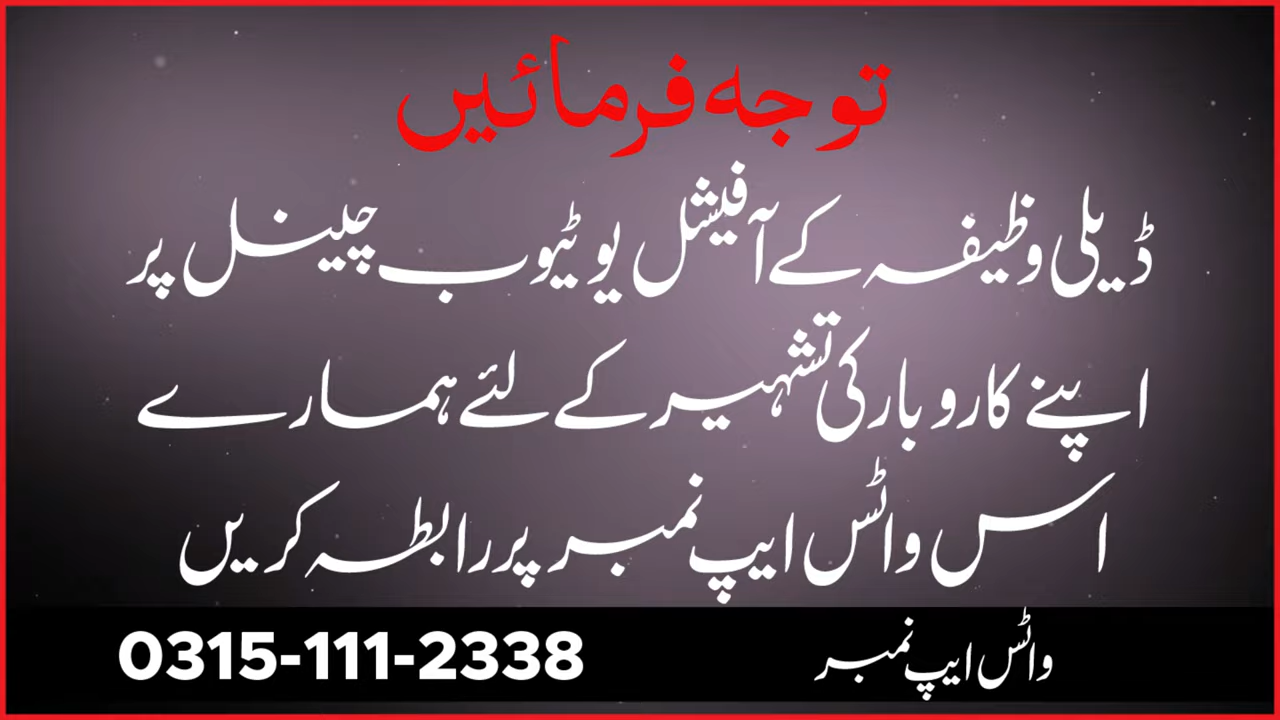 توجہ فرمائیں
ڈیلی وظیفہ کے آفیشل یوٹیوب چینل پر
اپنے کاروبار کی تشہیر کے لئے ہمارے
اس واٹس ایپ نمبر پر رابطہ کریں
واٹس ایپ نمبر 0315-111-2338